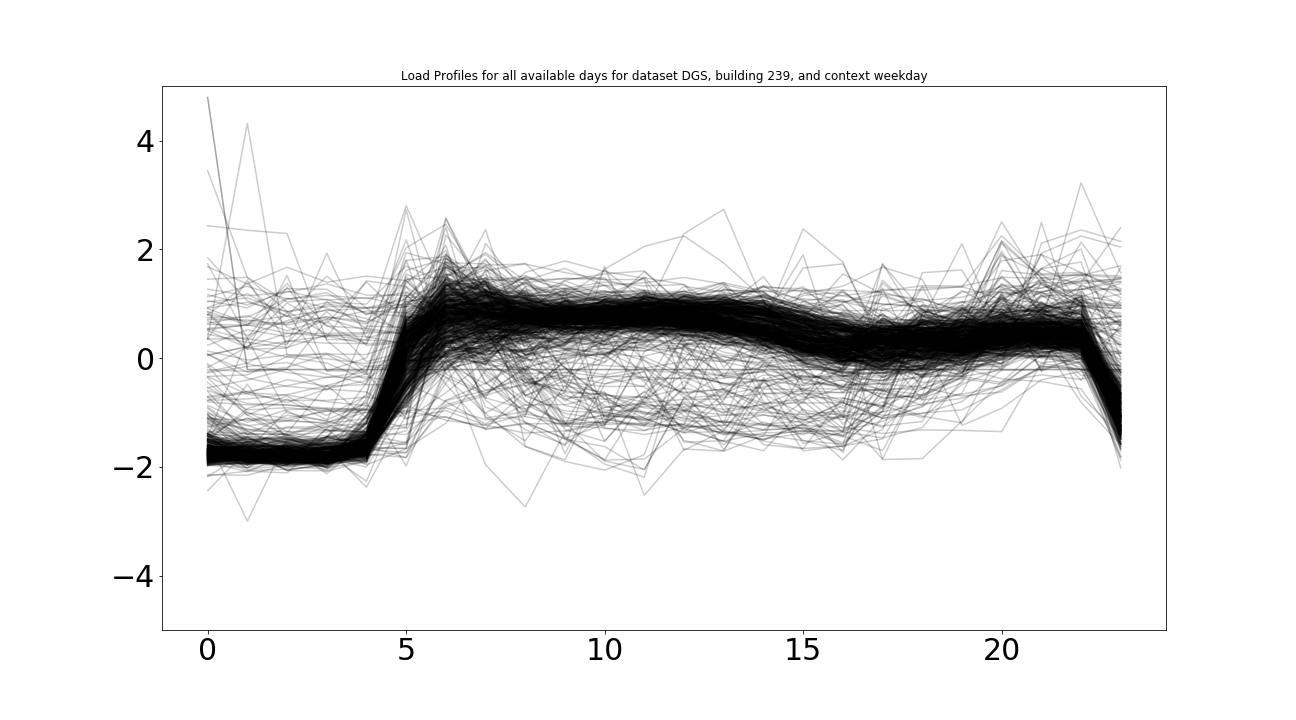 Load Profiles for all available days for dataset DGS, building 239, and context weekday
4
2
0
−2
−4
0 5 10 15 20